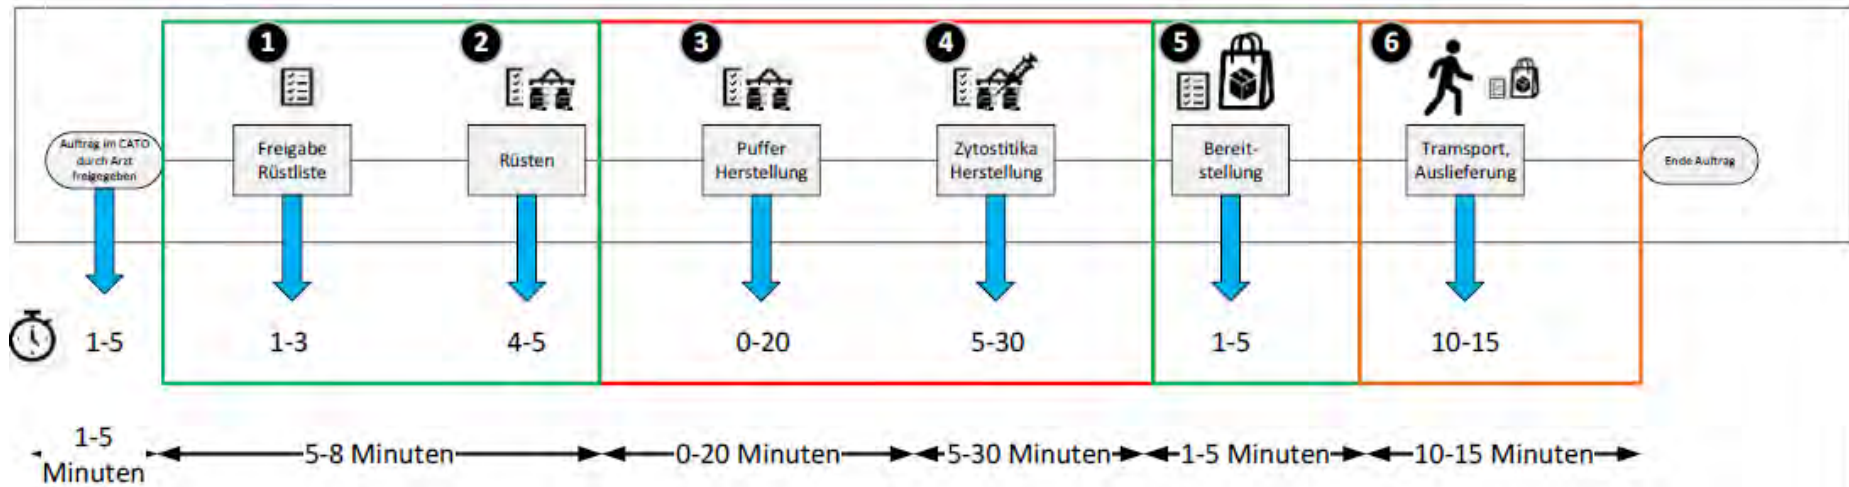 1
2
3
4
5
6
Auftrag im CATO
durch Arzt
freigegeben
Freigabe
Rüstliste
Rüsten
Puffer
Herstellung
Zytostitika
Herstellung
Bereit-
stellung
Tramsport,
Auslieferung
Ende Auftrag
1-5
1-3
4-5
0-20
5-30
1-5
10-15
1-5
Minuten
5-8 Minuten
0-20 Minuten
5-30 Minuten
1-5 Minuten
10-15 Minuten